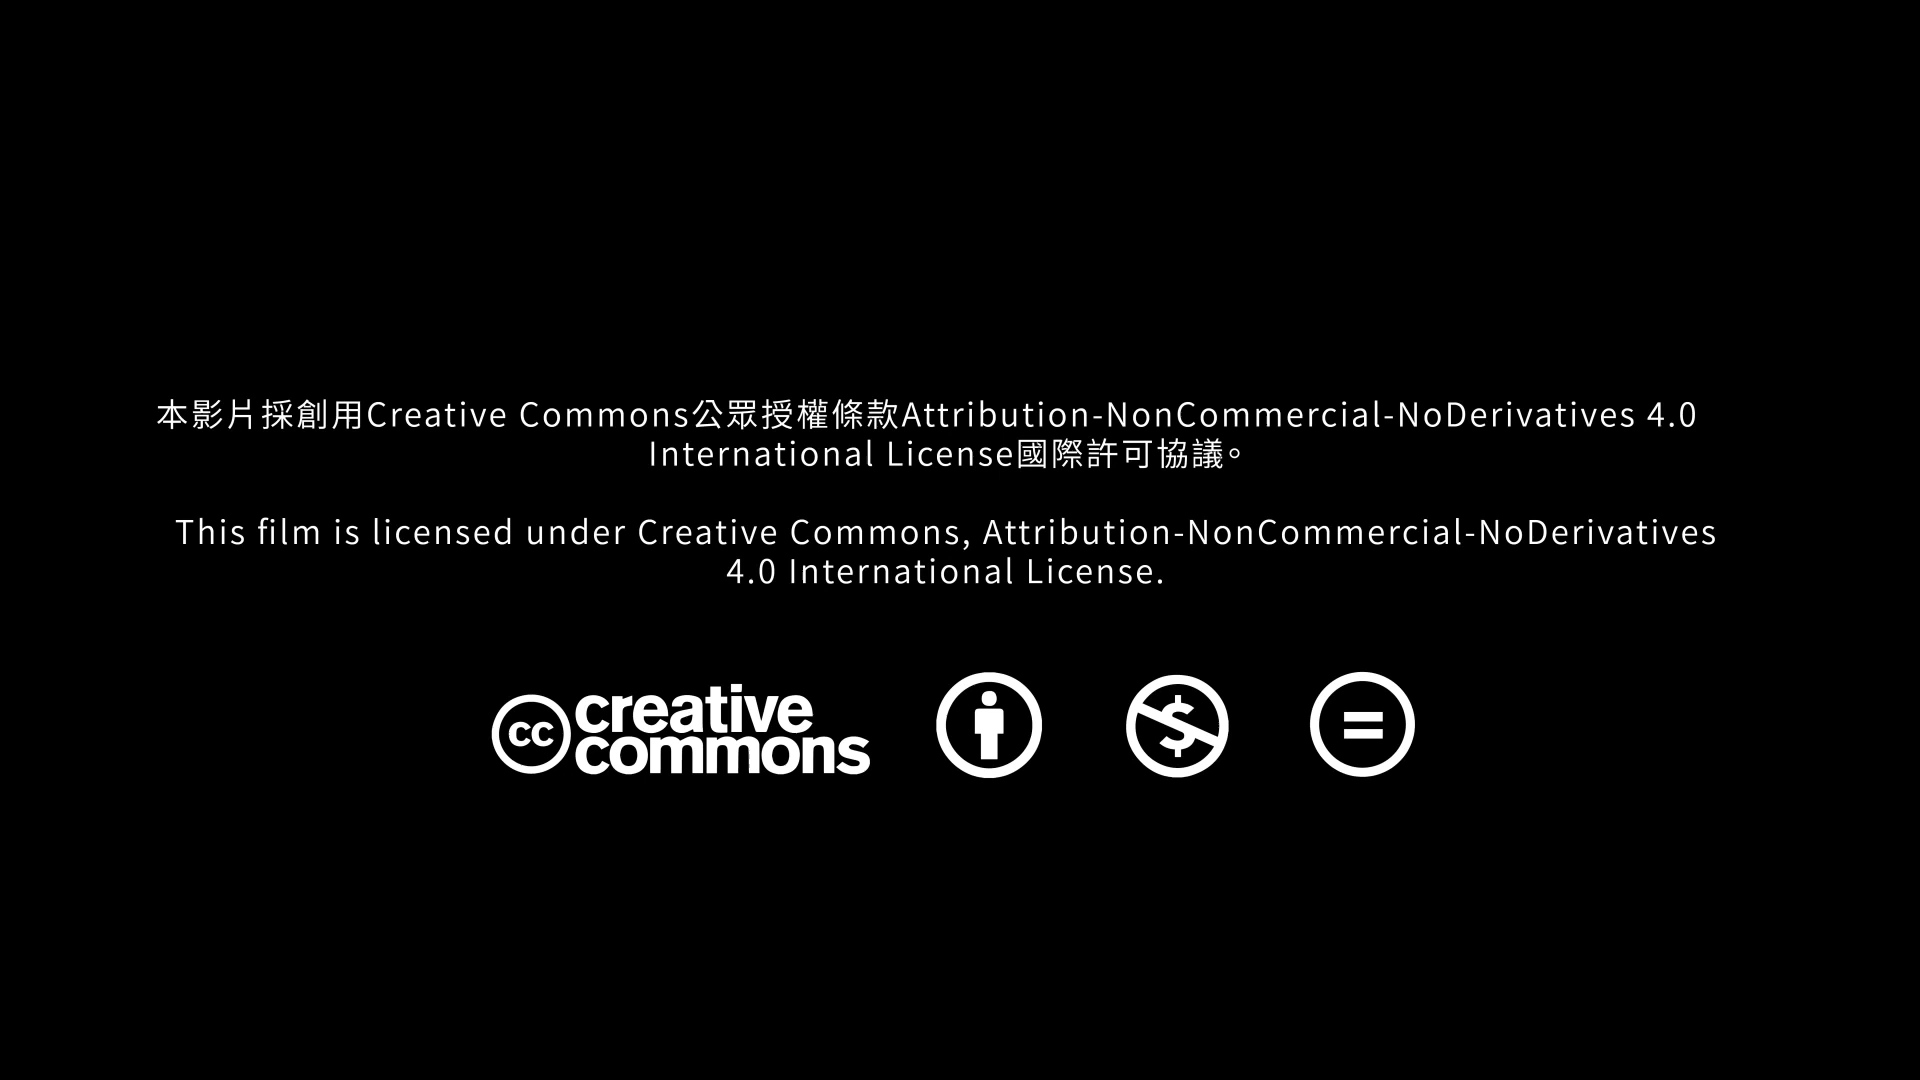 本影片採創用Creative Commons公眾授權條款Attribution-NonCommercial-NoDerivatives 4.0
International License國際許可協議。
This film is licensed under Creative Commons, Attribution-NonCommercial-NoDerivatives
4.0 International License.
cc creative
commons
$
=